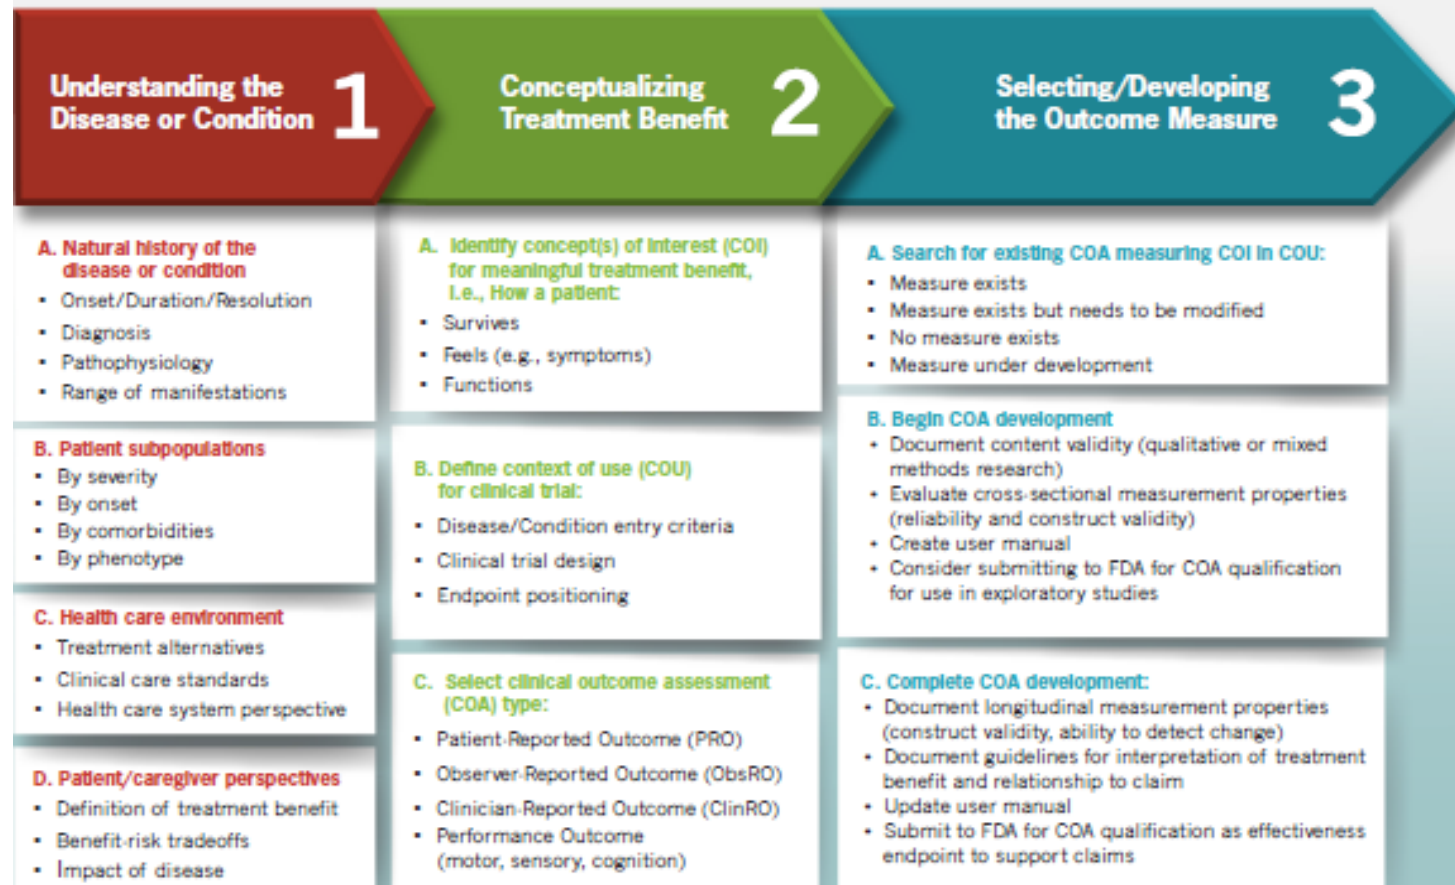 Understanding the
Disease or Condition
1
A. Natural history of the
disease or condition
• Onset/Duration/Resolution
• Diagnosis
• Pathophysiology
• Range of manifestations
B. Patient subpopulations
• By severity
• By onset
• By comorbidities
• By phenotype
C. Health care environment
• Treatment alternatives
• Clinical care standards
• Health care system perspective
D. Patient/caregiver perspectives
• Definition of treatment benefit
• Benefit-risk tradeoffs
• Impact of disease
Conceptualizing
Treatment Benefit
2
A. Identify concept(s) of interest (COI)
for meaningful treatment benefit,
i.e., How a patient:
• Survives
• Feels (e.g., symptoms)
• Functions
B. Define context of use (COU)
for clinical trial:
• Disease/Condition entry criteria
• Clinical trial design
• Endpoint positioning
C. Select clinical outcome assessment
(COA) type:
• Patient-Reported Outcome (PRO)
• Observer-Reported Outcome (ObsRO)
• Clinician-Reported Outcome (ClinRO)
• Performance Outcome
(motor, sensory, cognition)
Selecting/Developing
the Outcome Measure
3
A. Search for existing COA measuring COI in COU:
• Measure exists
• Measure exists but needs to be modified
• No measure exists
• Measure under development
B. Begin COA development
• Document content validity (qualitative or mixed
methods research)
• Evaluate cross-sectional measurement properties
(reliability and construct validity)
• Create user manual
• Consider submitting to FDA for COA qualification
for use in exploratory studies
C. Complete COA development:
• Document longitudinal measurement properties
(construct validity, ability to detect change)
• Document guidelines for interpretation of treatment
benefit and relationship to claim
• Update user manual
• Submit to FDA for COA qualification as effectiveness
endpoint to support claims